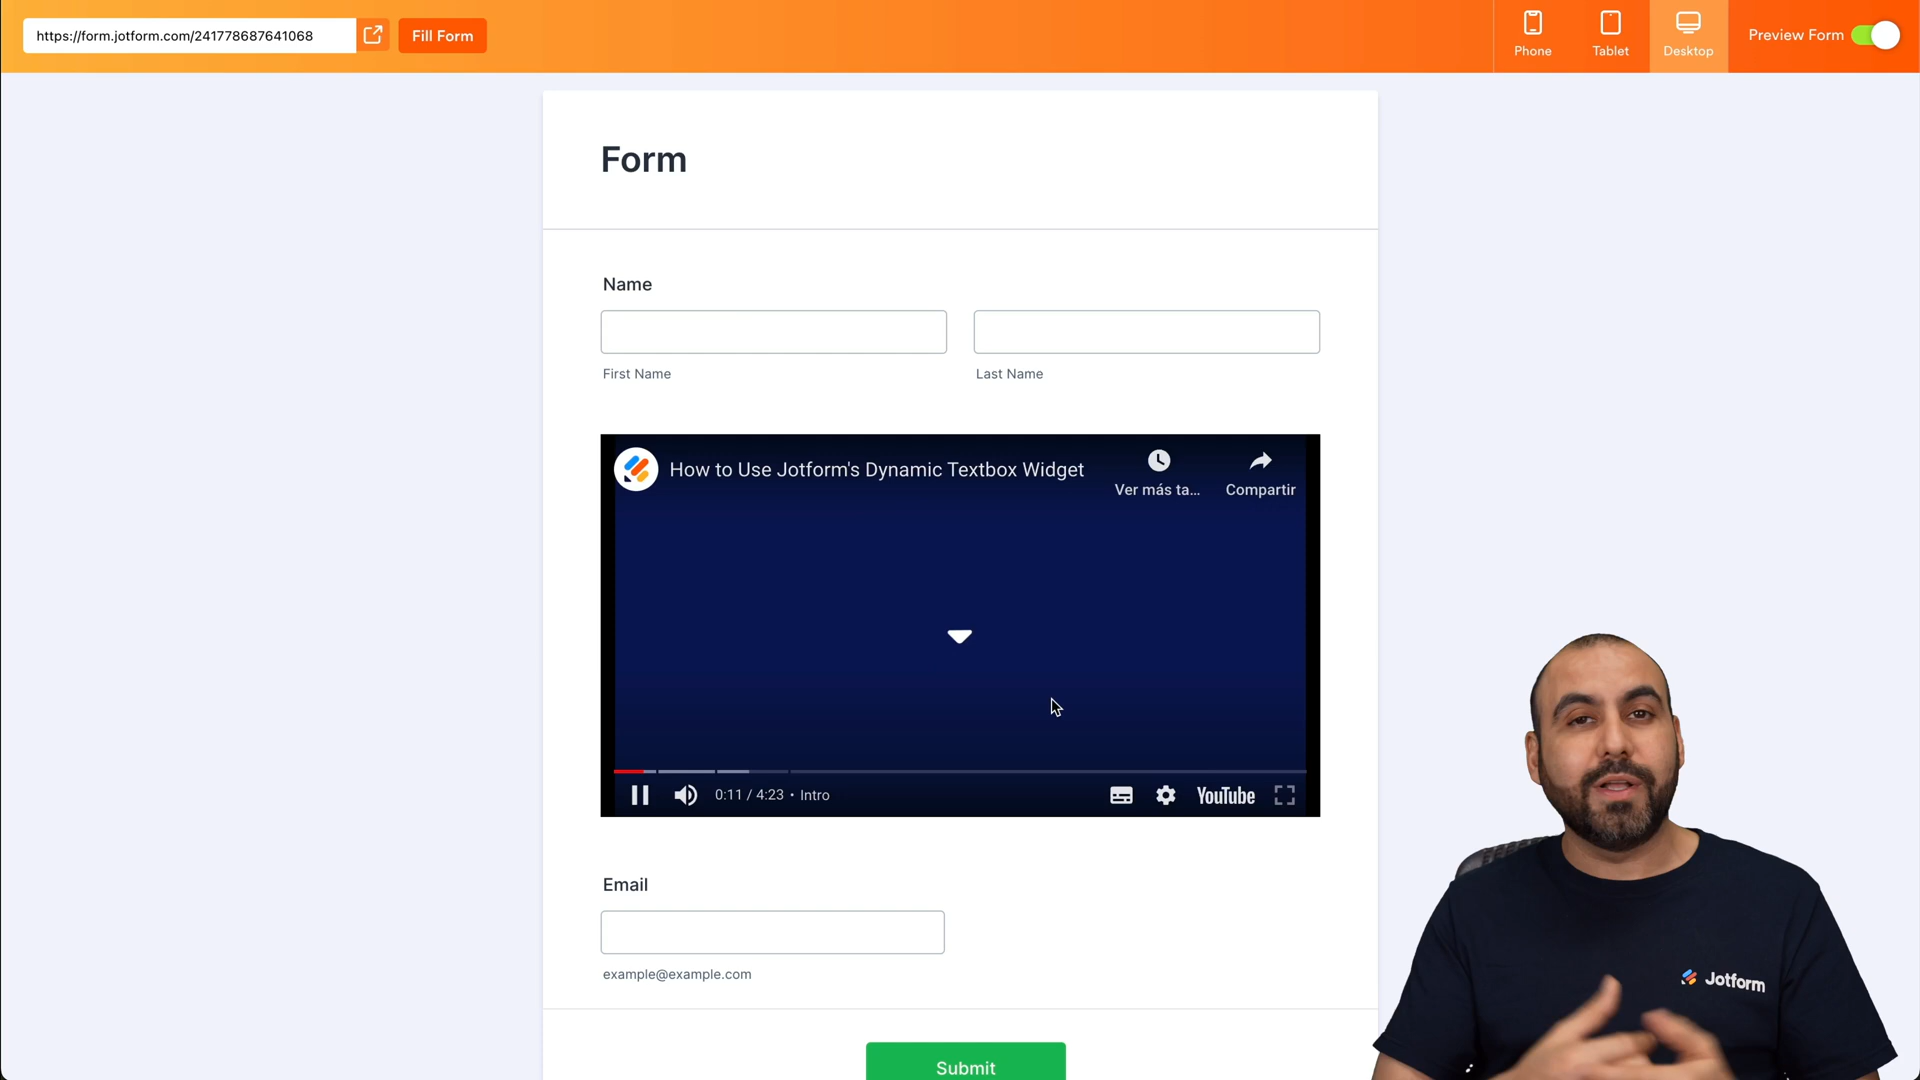 https://form.jotform.com/241778687641068
Fill Form
Phone
Tablet
Desktop
Preview Form
Form
Name
First Name
Last Name
How to Use Jotform's Dynamic Textbox Widget
Ver más ta...
Compartir
0:11 / 4:23 • Intro
YouTube
Email
example@example.com
Jotform
Submit